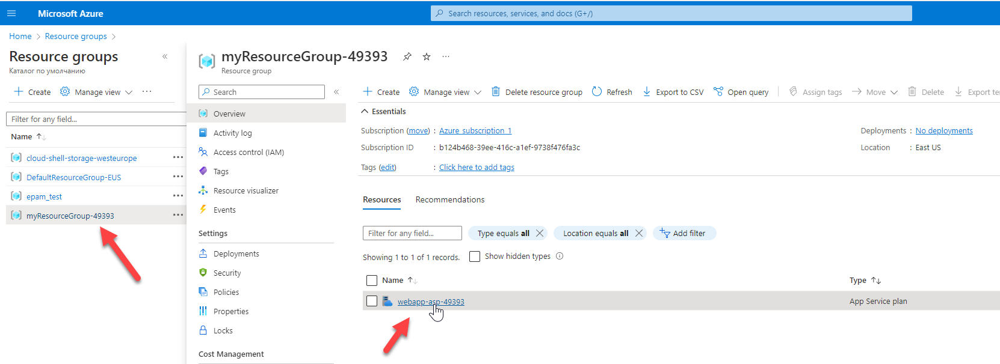 Microsoft Azure
Search resources, services, and docs (G+/)
Home > Resource groups >
Resource groups
Каталог по умолчанию
Create Manage view ...
Filter for any field...
Name
cloud-shell-storage-westeurope
DefaultResourceGroup-EUS
epam_test
myResourceGroup-49393
myResourceGroup-49393
Resource group
Search
Overview
Activity log
Access control (IAM)
Tags
Resource visualizer
Events
Settings
Deployments
Security
Policies
Properties
Locks
Cost Management
Create Manage view Delete resource group Refresh Export to CSV Open query Assign tags Move Delete Export te
Essentials
Subscription (move) : Azure subscription 1
Subscription ID : b124b468-39ee-416c-a1ef-9738f476fa3c
Tags (edit) : Click here to add tags
Deployments : No deployments
Location : East US
Resources Recommendations
Filter for any field... Type equals all Location equals all Add filter
Showing 1 to 1 of 1 records. Show hidden types
Name Type
webapp-asp-49393 App Service plan